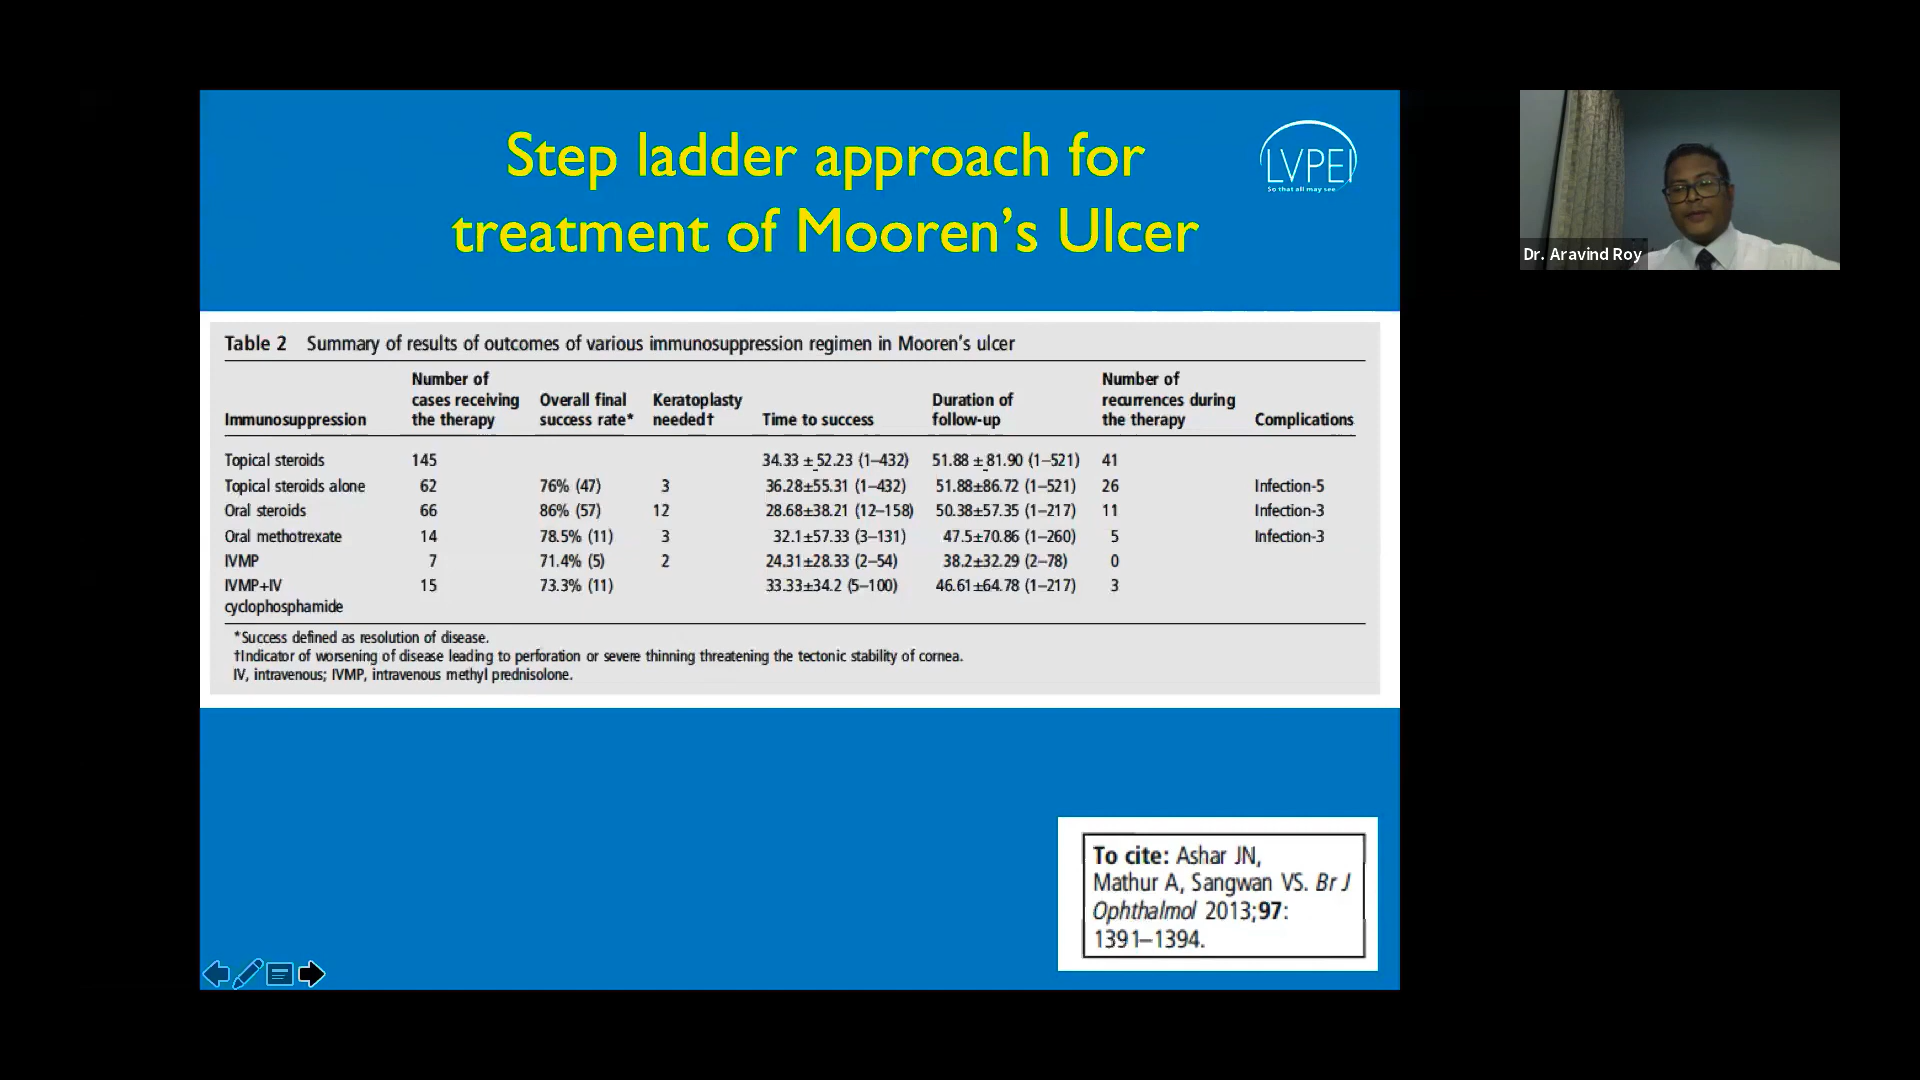 Step ladder approach for
treatment of Mooren's Ulcer
LVPEI
So that all may see
Dr. Aravind Roy
Table 2 Summary of results of outcomes of various immunosuppression regimen in Mooren's ulcer
Immunosuppression Number of cases receiving the therapy Overall final success rate* Keratoplasty needed† Time to success Duration of follow-up Number of recurrences during the therapy Complications
Topical steroids 145 34.33 ± 52.23 (1–432) 51.88 ± 81.90 (1–521) 41
Topical steroids alone 62 76% (47) 3 36.28±55.31 (1–432) 51.88±86.72 (1–521) 26 Infection-5
Oral steroids 66 86% (57) 12 28.68±38.21 (12–158) 50.38±57.35 (1–217) 11 Infection-3
Oral methotrexate 14 78.5% (11) 3 32.1±57.33 (3–131) 47.5±70.86 (1–260) 5 Infection-3
IVMP 7 71.4% (5) 2 24.31±28.33 (2–54) 38.2±32.29 (2–78) 0
IVMP+IV cyclophosphamide 15 73.3% (11) 33.33±34.2 (5–100) 46.61±64.78 (1–217) 3
*Success defined as resolution of disease.
†Indicator of worsening of disease leading to perforation or severe thinning threatening the tectonic stability of cornea.
IV, intravenous; IVMP, intravenous methyl prednisolone.
To cite: Ashar JN,
Mathur A, Sangwan VS. Br J
Ophthalmol 2013;97:
1391–1394.